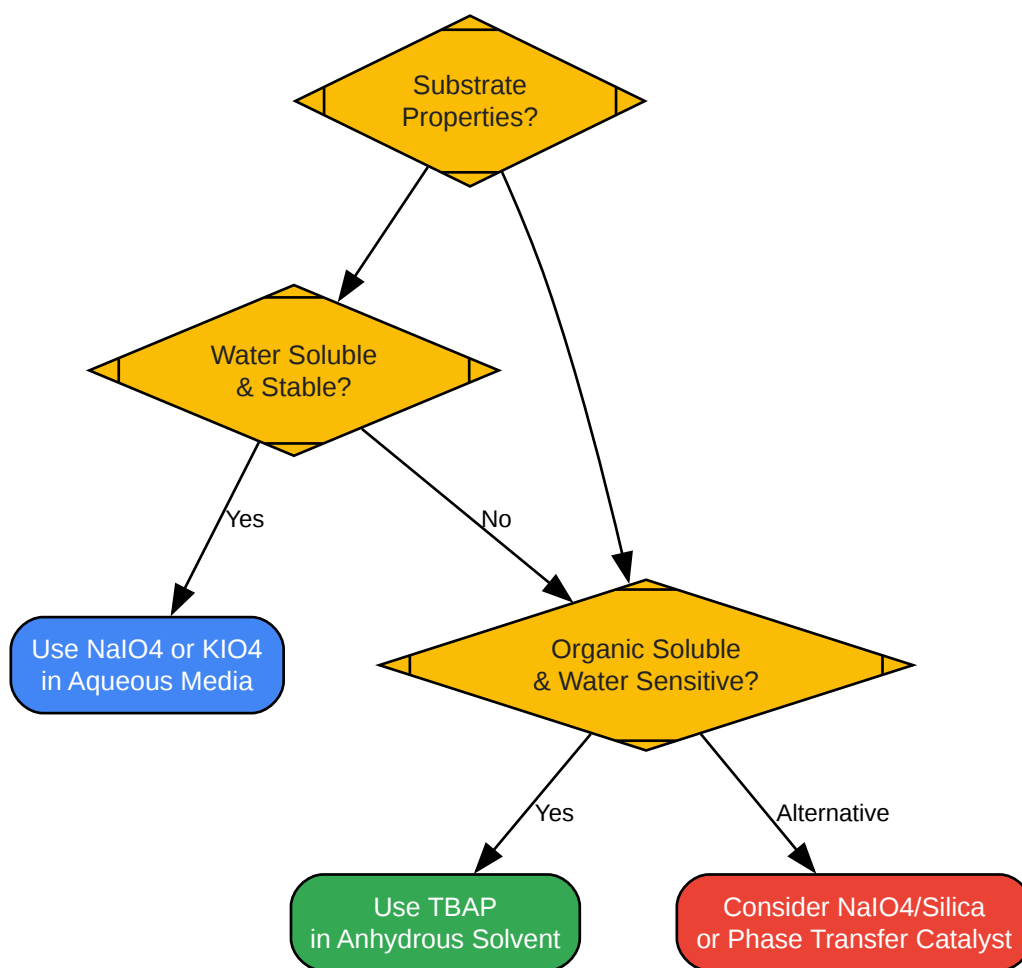 Substrate
Properties?
Water Soluble
& Stable?
Yes
No
Use NaIO4 or KIO4
in Aqueous Media
Organic Soluble
& Water Sensitive?
Yes
Alternative
Use TBAP
in Anhydrous Solvent
Consider NaIO4/Silica
or Phase Transfer Catalyst